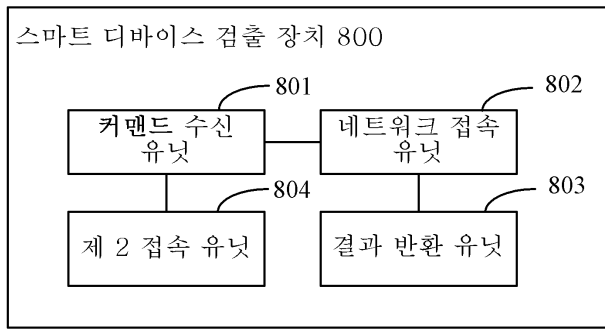 스마트 디바이스 검출 장치 800
801
802
커맨드 수신
유닛
네트워크 접속
유닛
804
803
제 2 접속 유닛
결과 반환 유닛